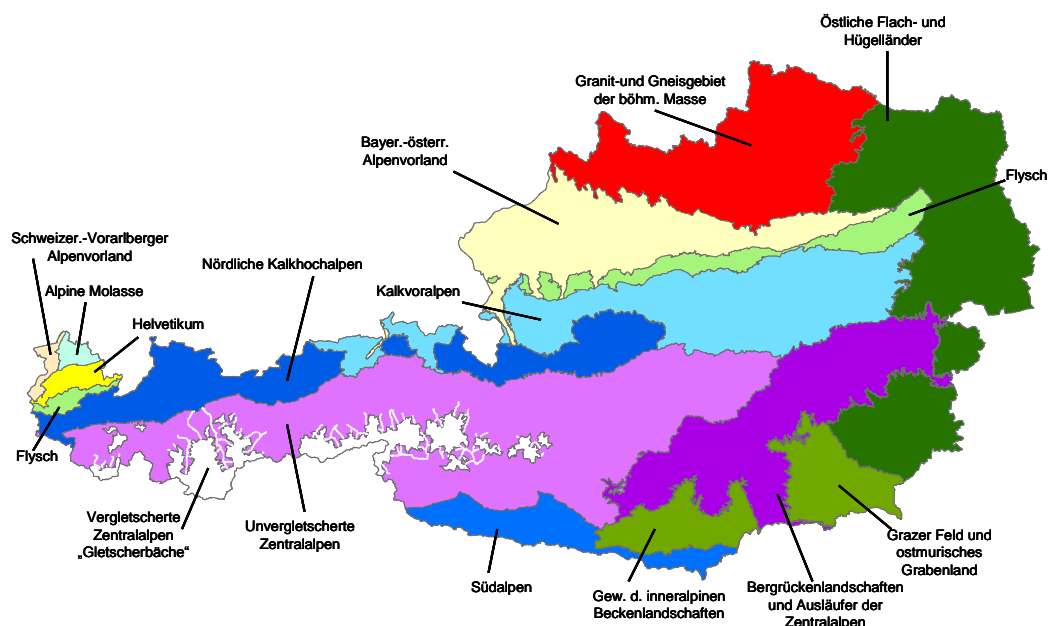 Östliche Flach- und
Hügelländer
Granit-und Gneisgebiet
der böhm. Masse
Bayer.-österr.
Alpenvorland
Flysch
Schweizer.-Vorarlberger
Alpenvorland
Nördliche Kalkhochalpen
Alpine Molasse
Kalkvoralpen
Helvetikum
Flysch
Vergletscherte
Zentralalpen
„Gletscherbäche“
Unvergletscherte
Zentralalpen
Südalpen
Gew. d. inneralpinen
Beckenlandschaften
Bergrückenlandschaften
und Ausläufer der
Zentralalpen
Grazer Feld und
ostmurisches
Grabenland